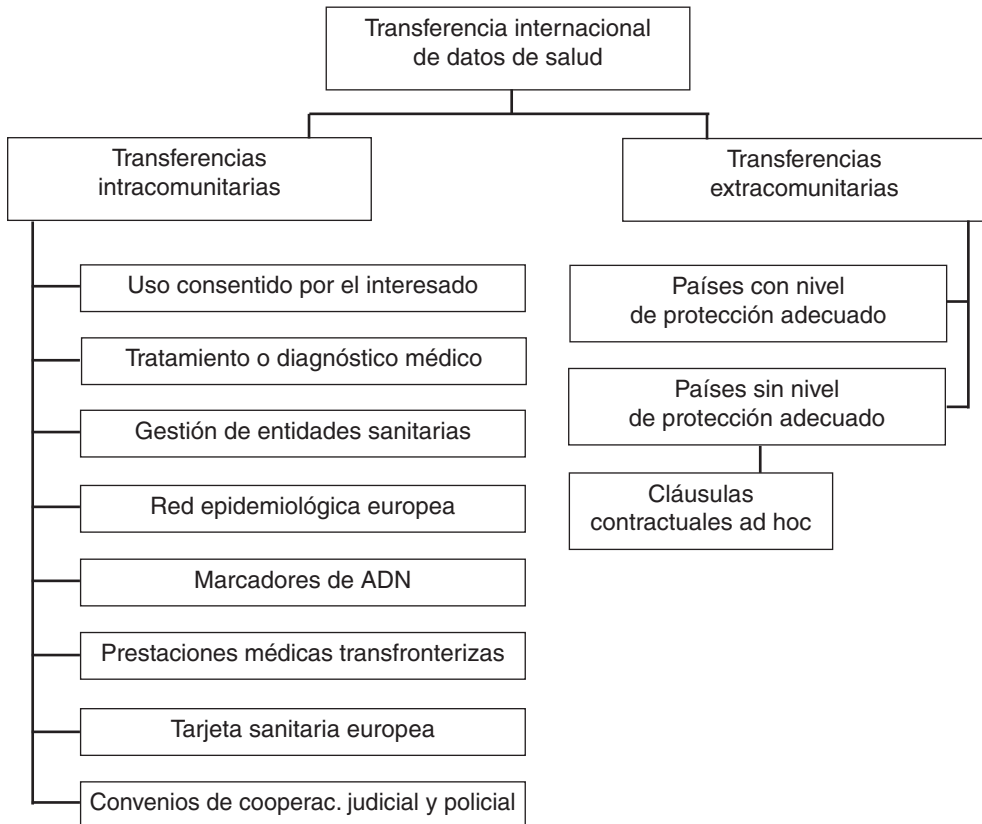 Transferencia internacional
de datos de salud
Transferencias
intracomunitarias
Transferencias
extracomunitarias
Uso consentido por el interesado
Tratamiento o diagnóstico médico
Gestión de entidades sanitarias
Red epidemiológica europea
Marcadores de ADN
Prestaciones médicas transfronterizas
Tarjeta sanitaria europea
Convenios de cooperac. judicial y policial
Países con nivel
de protección adecuado
Países sin nivel
de protección adecuado
Cláusulas
contractuales ad hoc